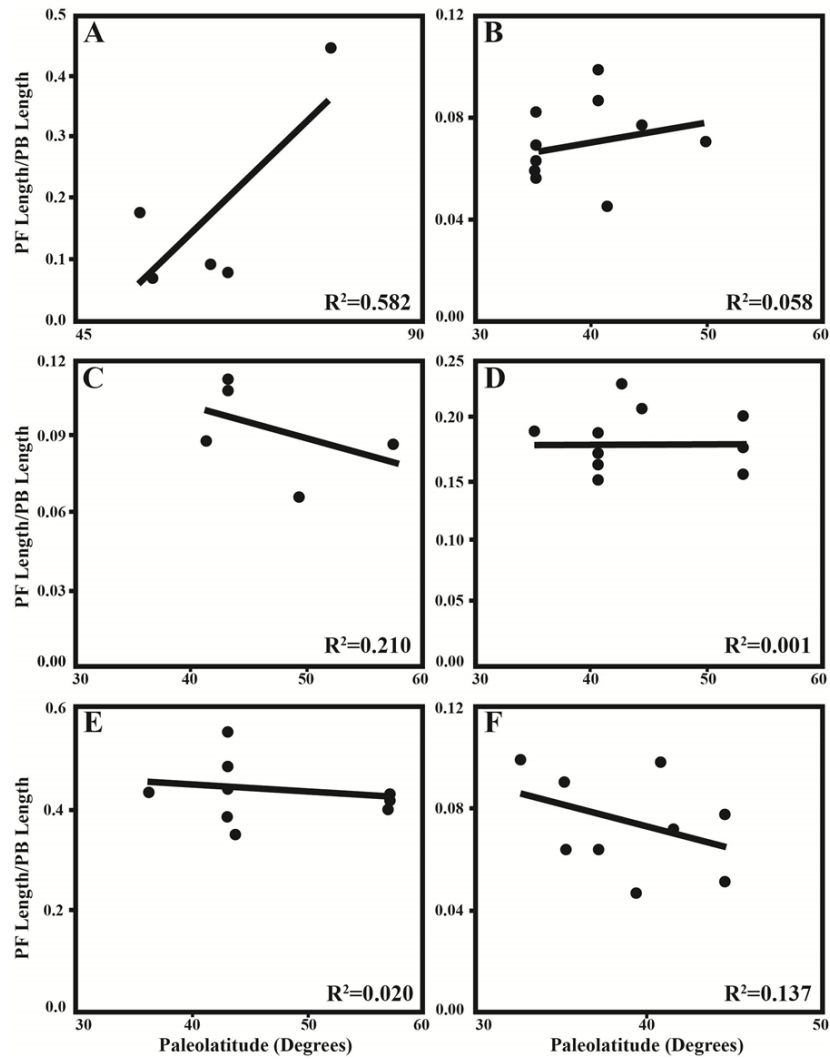 A
PF Length/PB Length
0.5
0.4
0.3
0.2
0.1
0.0
45
90
R²=0.582
B
0.12
0.08
0.04
0.00
30
40
50
60
R²=0.058
C
PF Length/PB Length
0.12
0.09
0.06
0.03
0.00
30
40
50
60
R²=0.210
D
0.25
0.20
0.15
0.10
0.05
0.00
30
40
50
60
R²=0.001
E
PF Length/PB Length
0.6
0.4
0.2
0.0
30
40
50
60
R²=0.020
Paleolatitude (Degrees)
F
0.12
0.08
0.04
0.00
30
40
50
R²=0.137
Paleolatitude (Degrees)